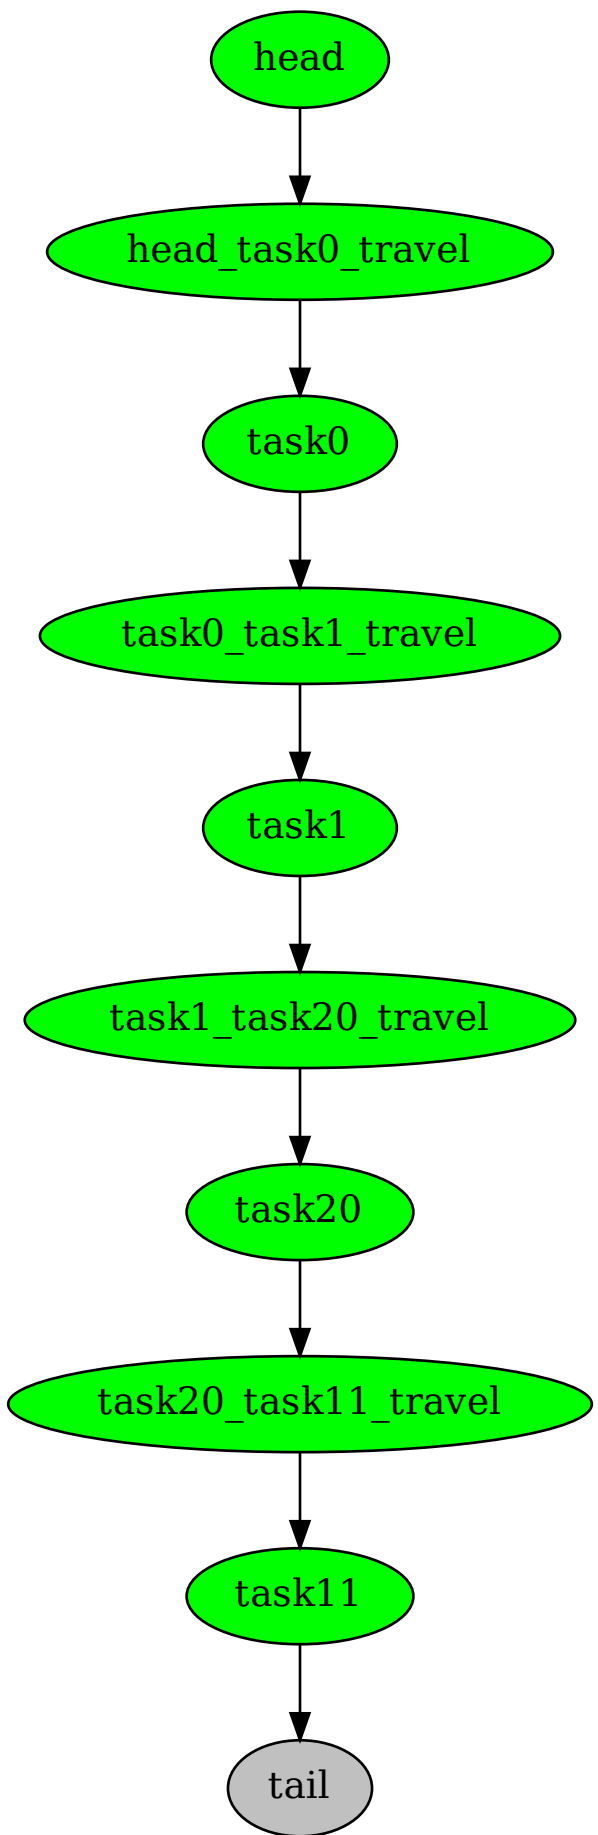 head
head_task0_travel
task0
task0_task1_travel
task1
task1_task20_travel
task20
task20_task11_travel
task11
tail